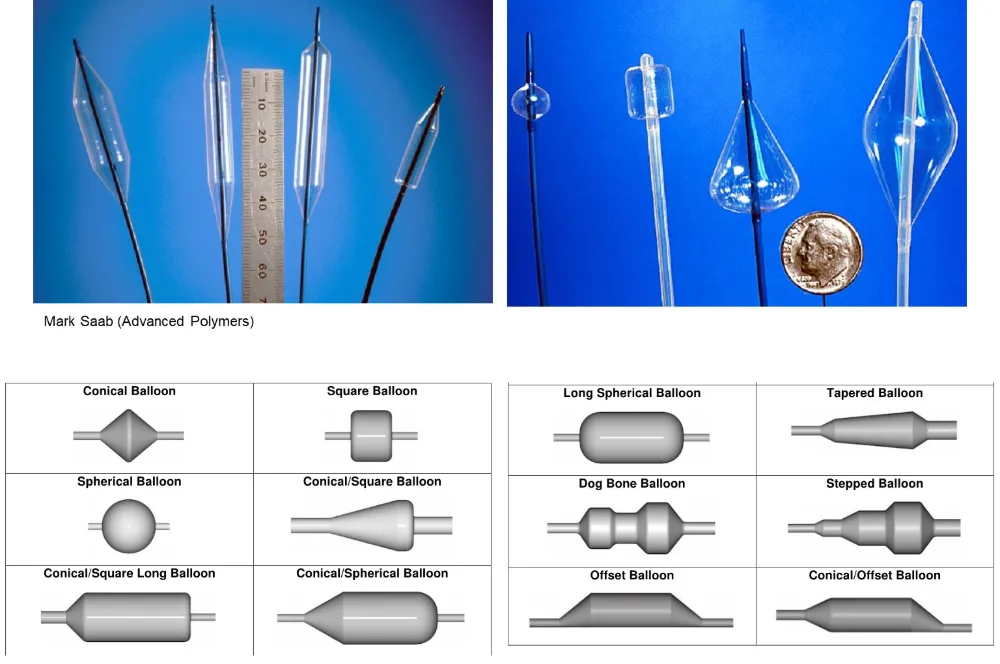 10
20
30
40
50
60
LIBERTY
Mark Saab (Advanced Polymers)
Conical Balloon
Square Balloon
Long Spherical Balloon
Tapered Balloon
Spherical Balloon
Conical/Square Balloon
Dog Bone Balloon
Stepped Balloon
Conical/Square Long Balloon
Conical/Spherical Balloon
Offset Balloon
Conical/Offset Balloon